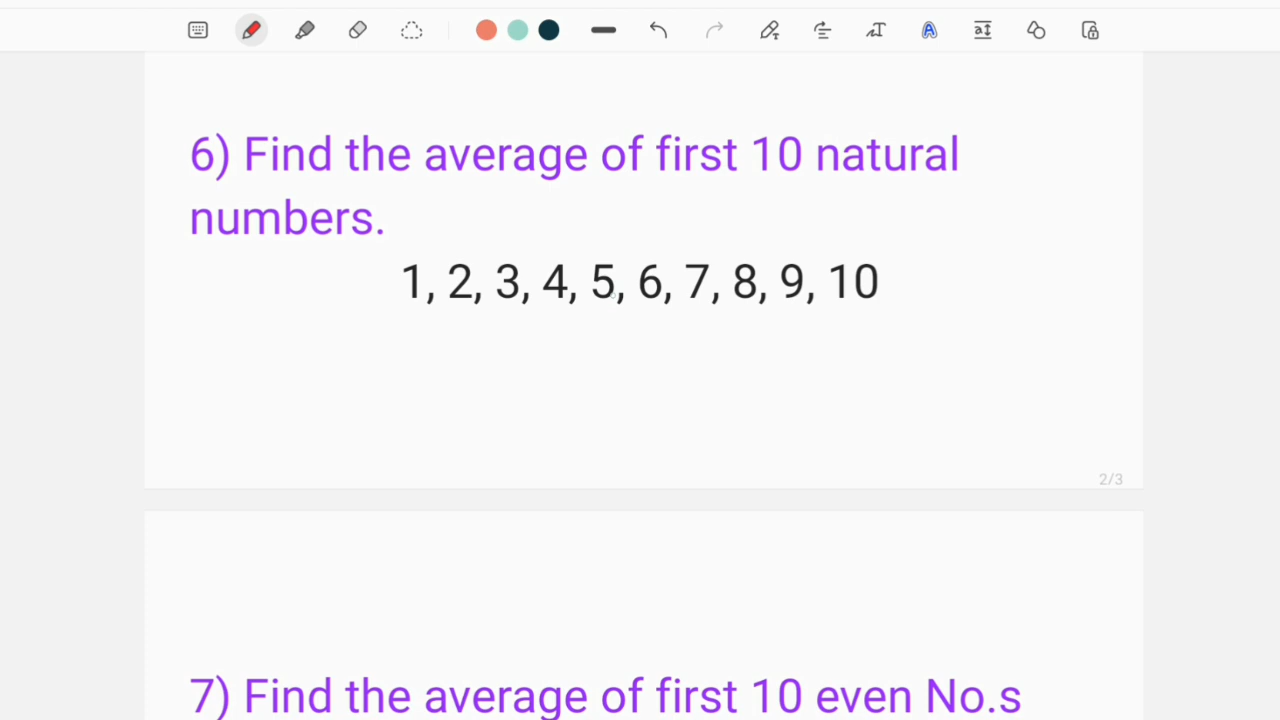 6) Find the average of first 10 natural
numbers.
1, 2, 3, 4, 5, 6, 7, 8, 9, 10
2/3
7) Find the average of first 10 even No.s